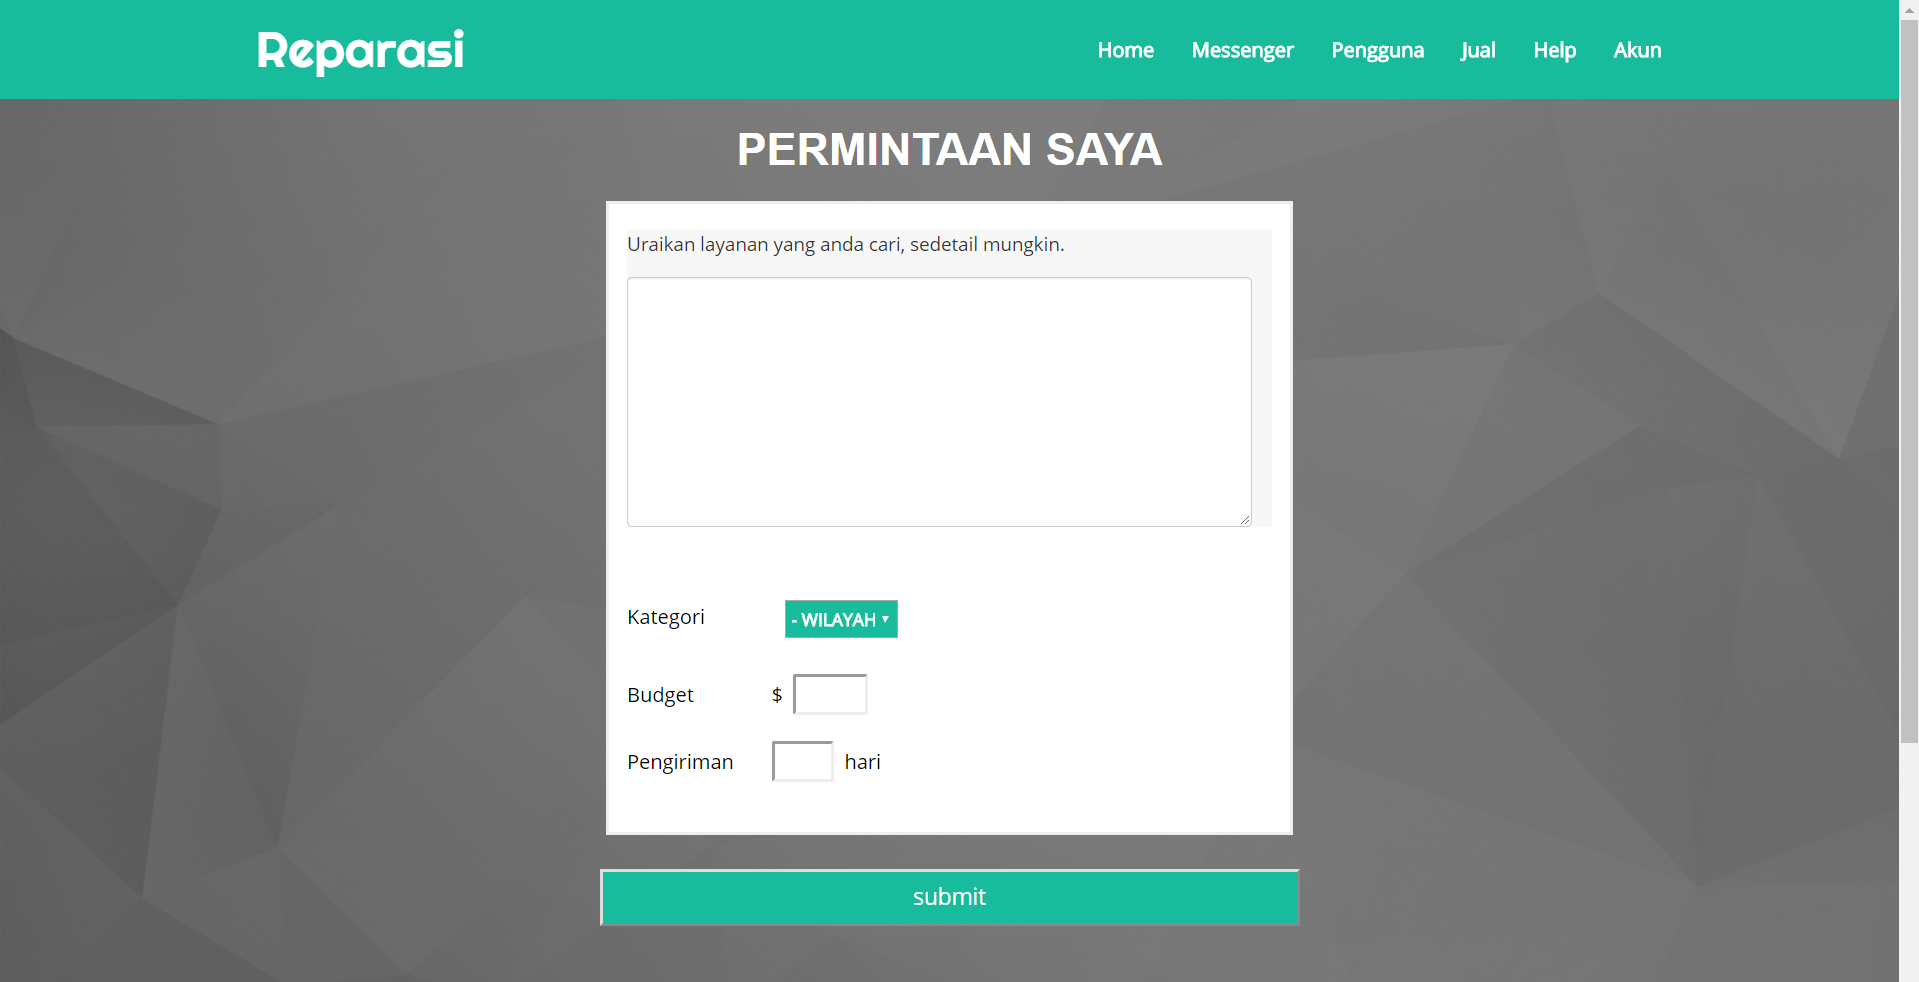 Reparasi
Home Messenger Pengguna Jual Help Akun
PERMINTAAN SAYA
Uraikan layanan yang anda cari, sedetail mungkin.
Kategori - WILAYAH
Budget $
Pengiriman hari
submit